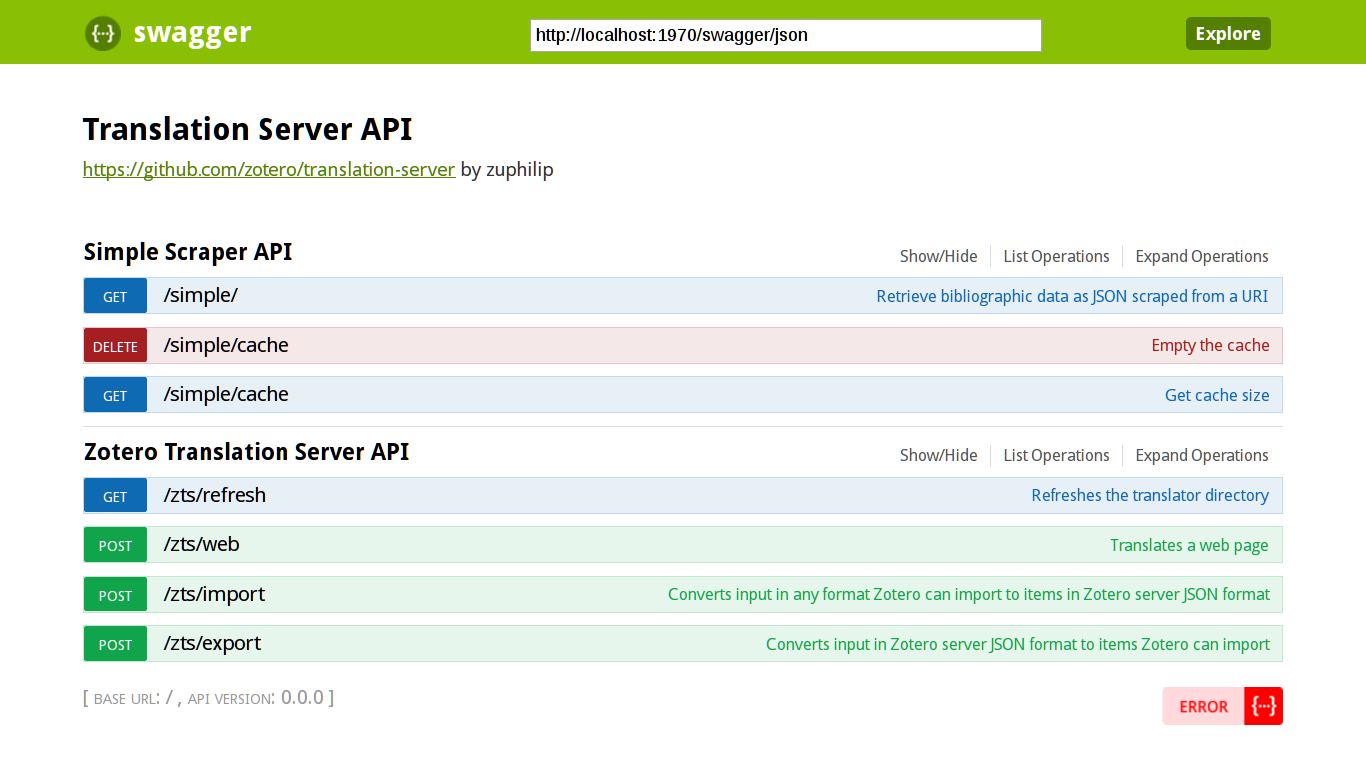 {···} swagger http://localhost:1970/swagger/json Explore
Translation Server API
https://github.com/zotero/translation-server by zuphilip
Simple Scraper API Show/Hide List Operations Expand Operations
GET /simple/ Retrieve bibliographic data as JSON scraped from a URI
DELETE /simple/cache Empty the cache
GET /simple/cache Get cache size
Zotero Translation Server API Show/Hide List Operations Expand Operations
GET /zts/refresh Refreshes the translator directory
POST /zts/web Translates a web page
POST /zts/import Converts input in any format Zotero can import to items in Zotero server JSON format
POST /zts/export Converts input in Zotero server JSON format to items Zotero can import
[ BASE URL: / , API VERSION: 0.0.0 ] ERROR {···}